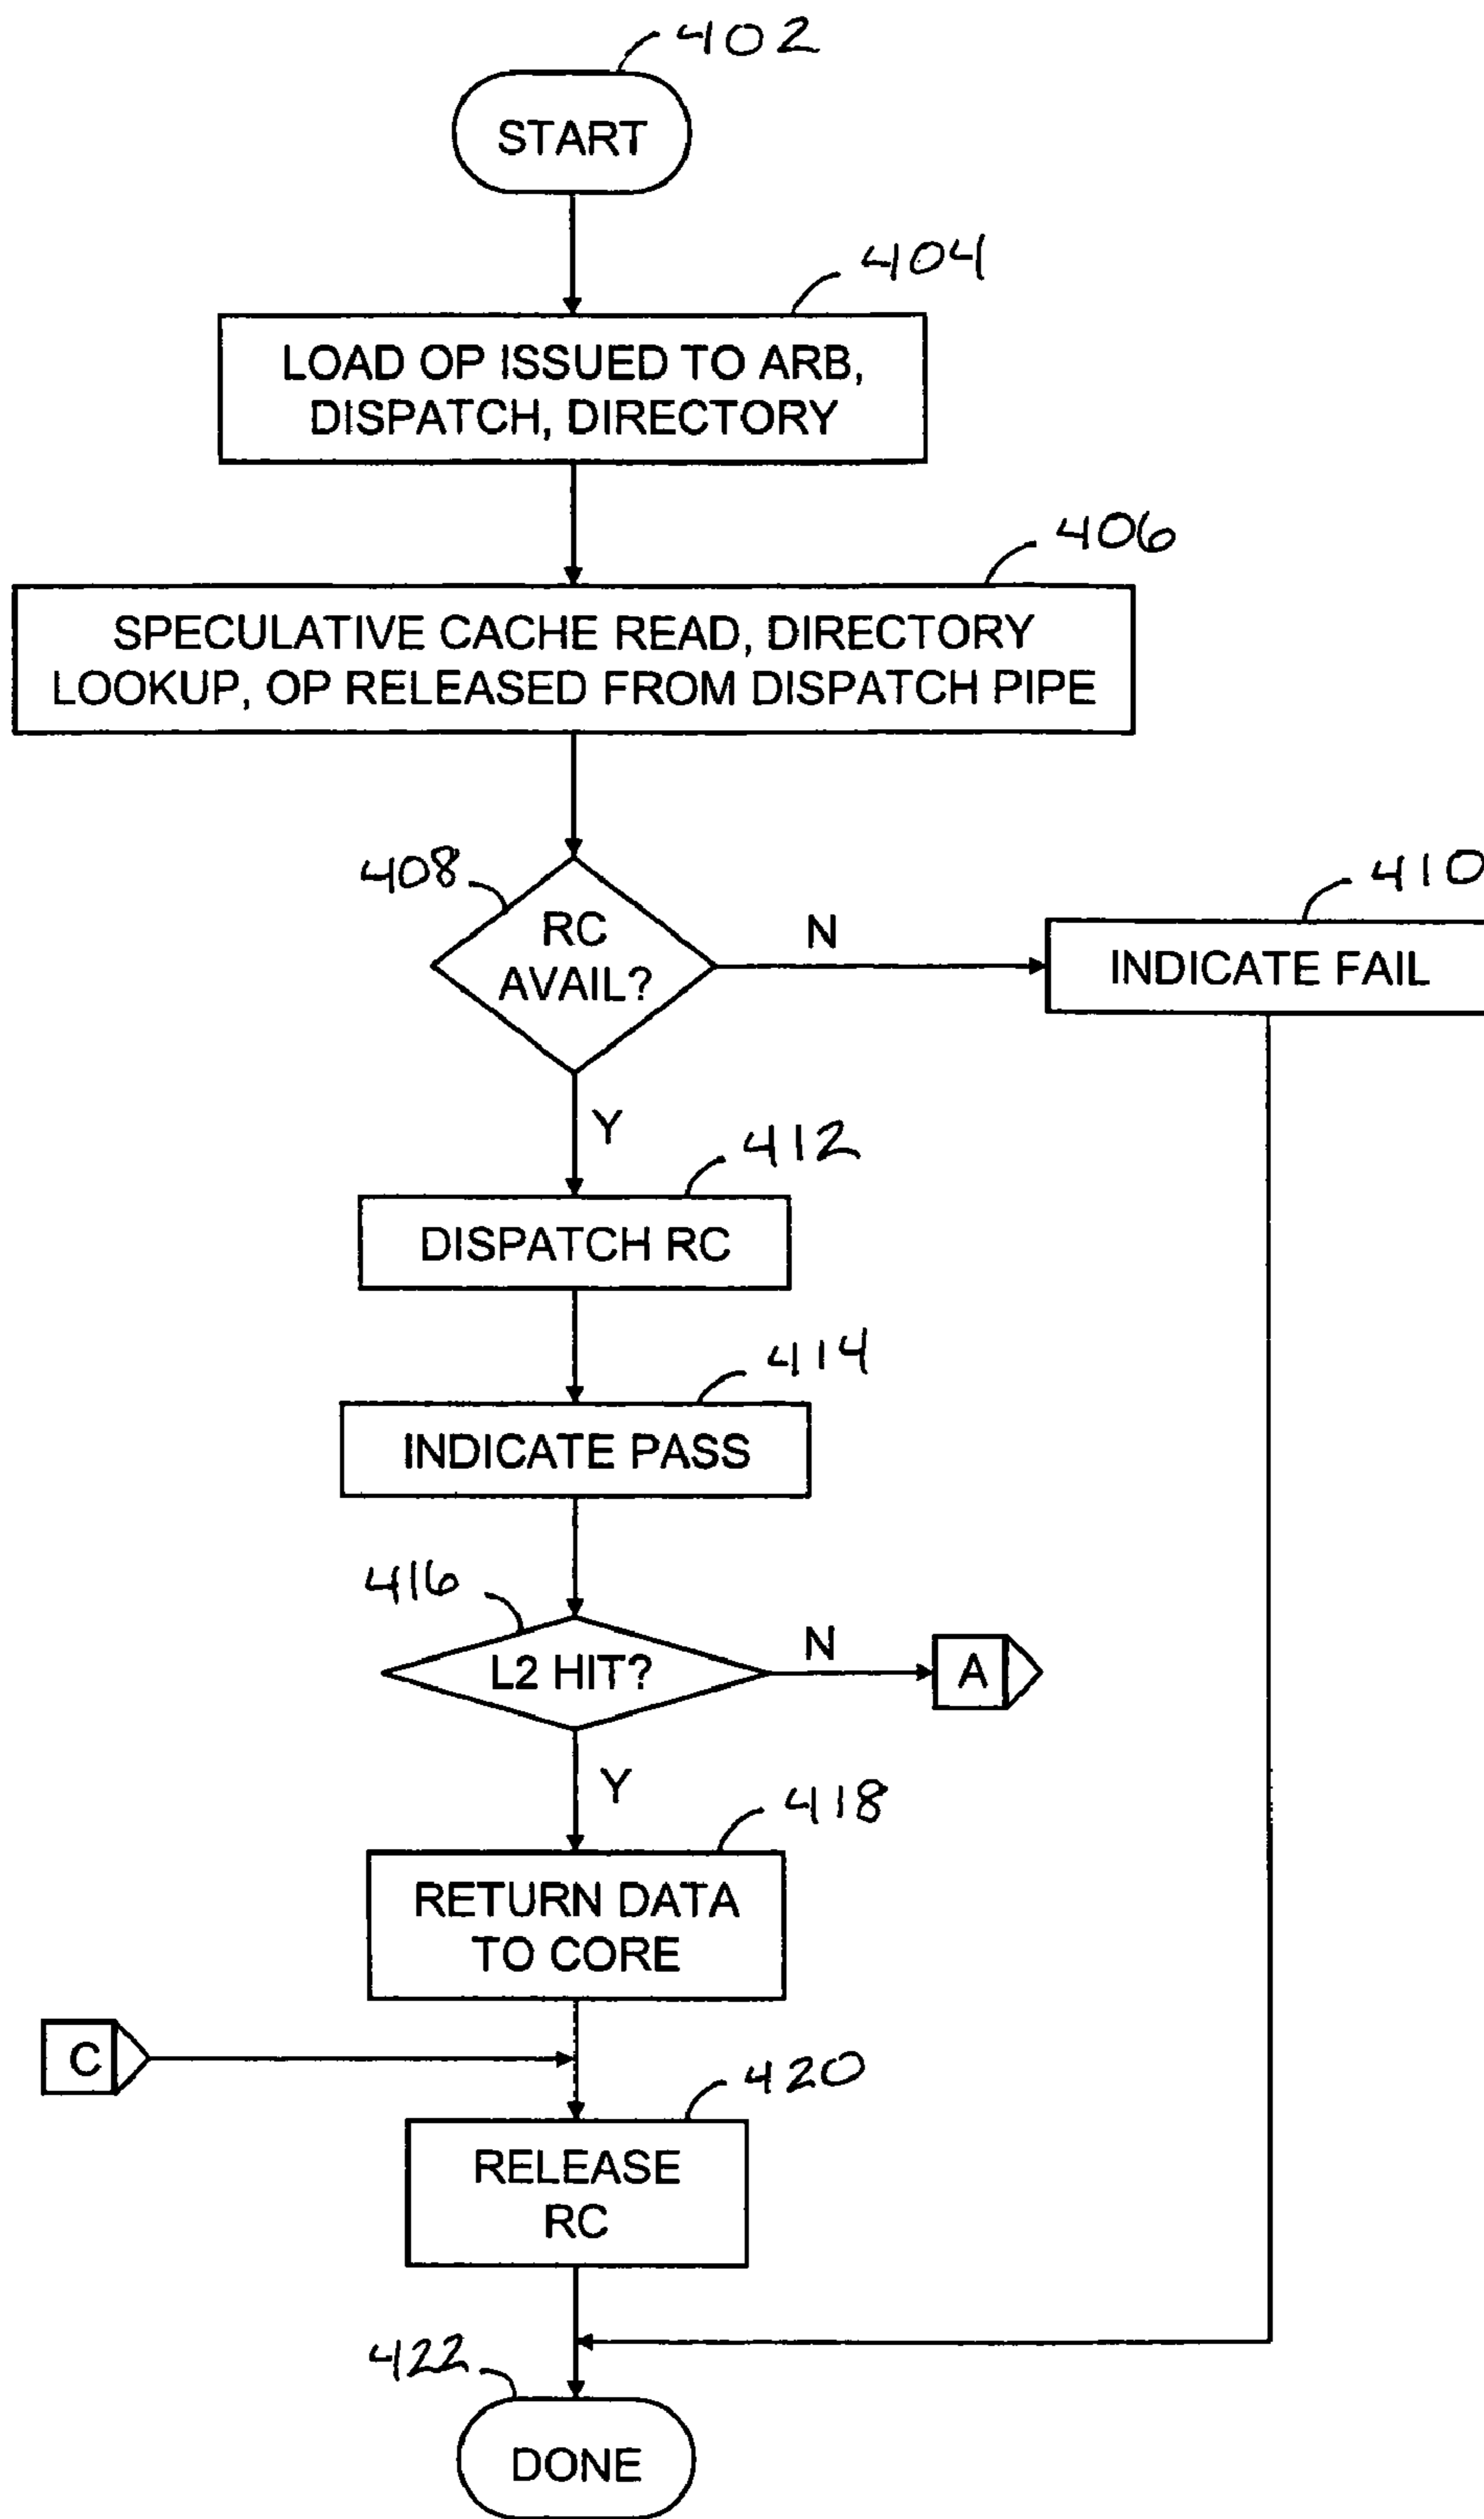 402
START
404
LOAD OP ISSUED TO ARB,
DISPATCH, DIRECTORY
406
SPECULATIVE CACHE READ, DIRECTORY
LOOKUP, OP RELEASED FROM DISPATCH PIPE
408
RC
AVAIL?
N
410
INDICATE FAIL
Y
412
DISPATCH RC
414
INDICATE PASS
416
L2 HIT?
N
A
Y
418
RETURN DATA
TO CORE
C
420
RELEASE
RC
422
DONE